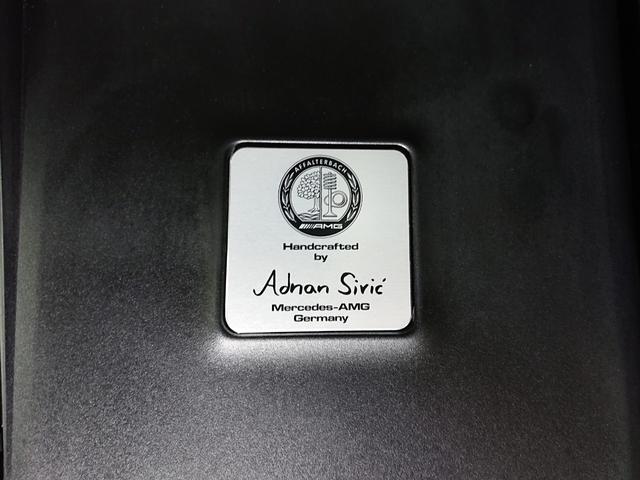 AFFALTERBACH
AMG
Handcrafted
by
Adnan Sirić
Mercedes-AMG
Germany